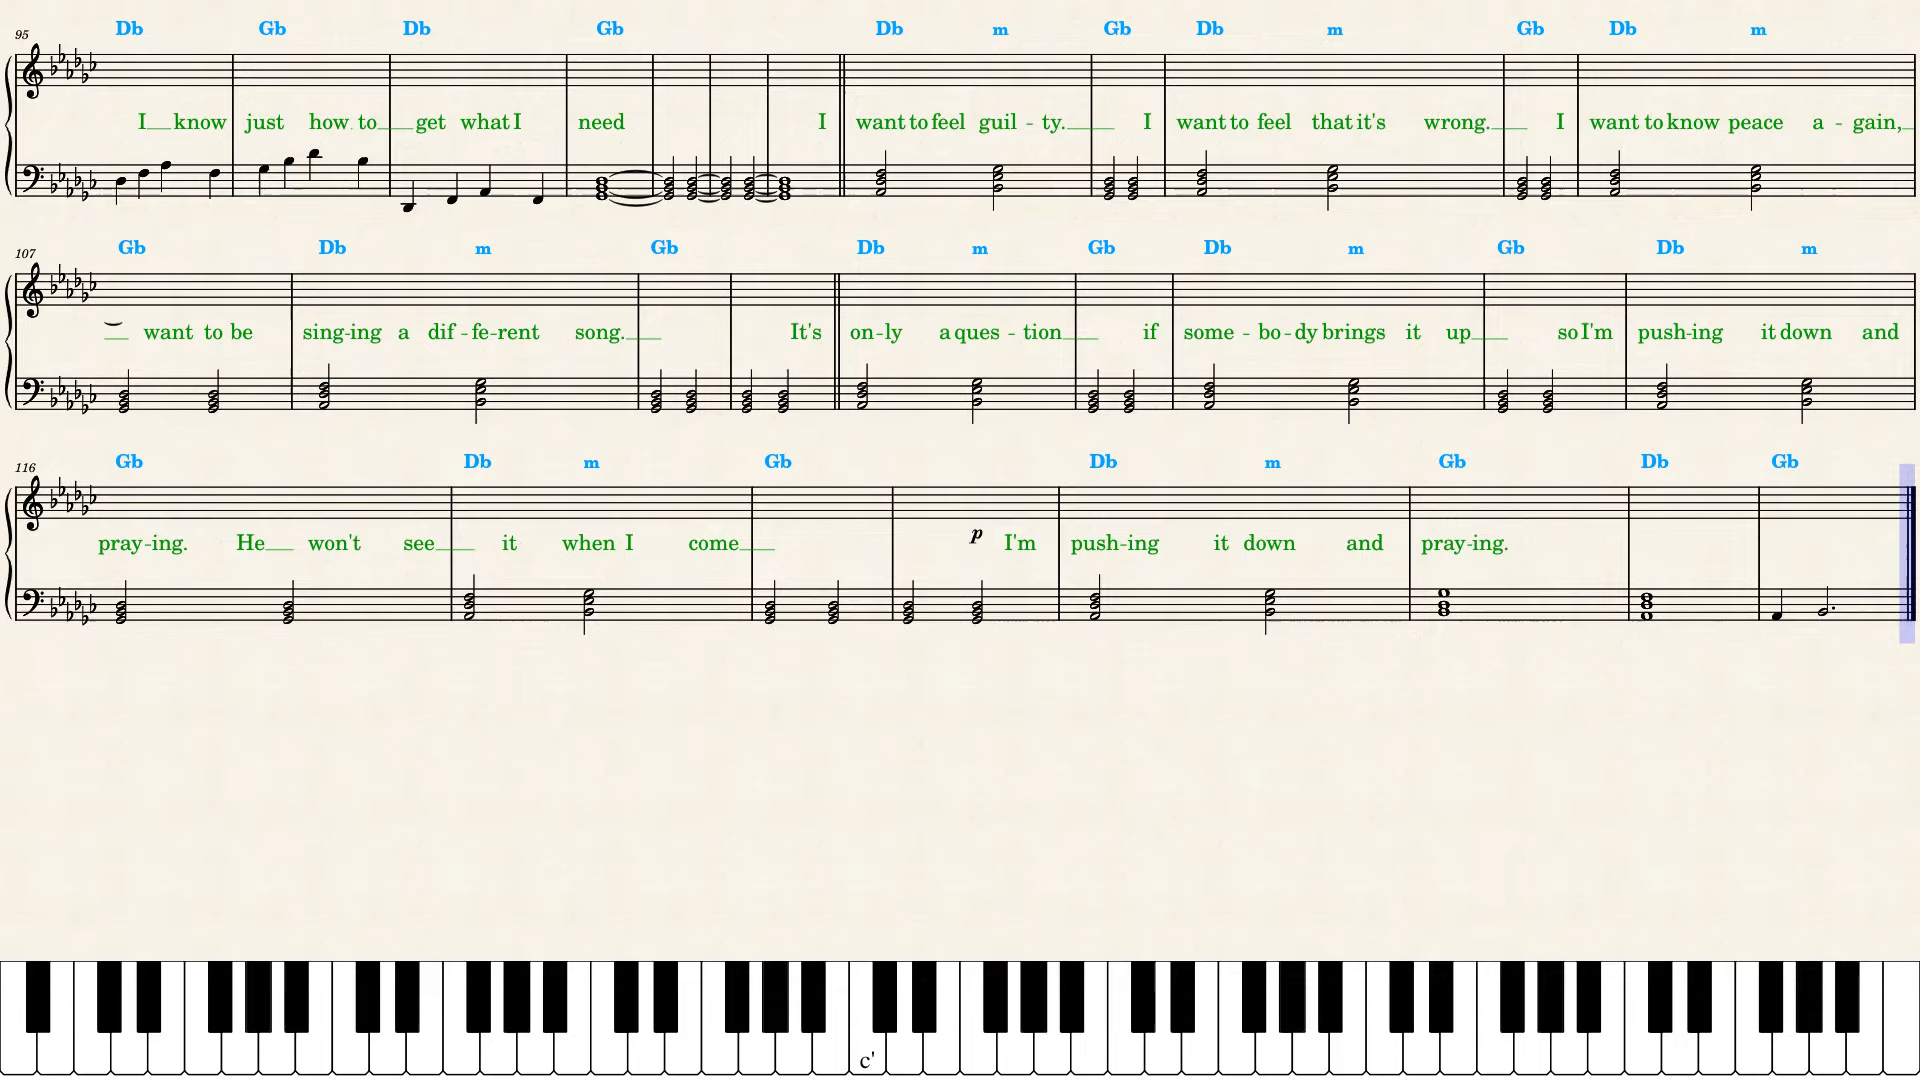 Db Gb Db Gb Db m Gb Db m Gb Db m
95
I know just how to get what I need I want to feel guil - ty. I want to feel that it's wrong. I want to know peace a - gain,
Gb Db m Gb Db m Gb Db m Gb Db m
107
want to be sing-ing a dif - fe-rent song. It's on-ly a ques - tion if some - bo-dy brings it up so I'm push-ing it down and
Gb Db m Gb Db m Gb Db Gb
116
p
pray-ing. He won't see it when I come I'm push-ing it down and pray-ing.
c'